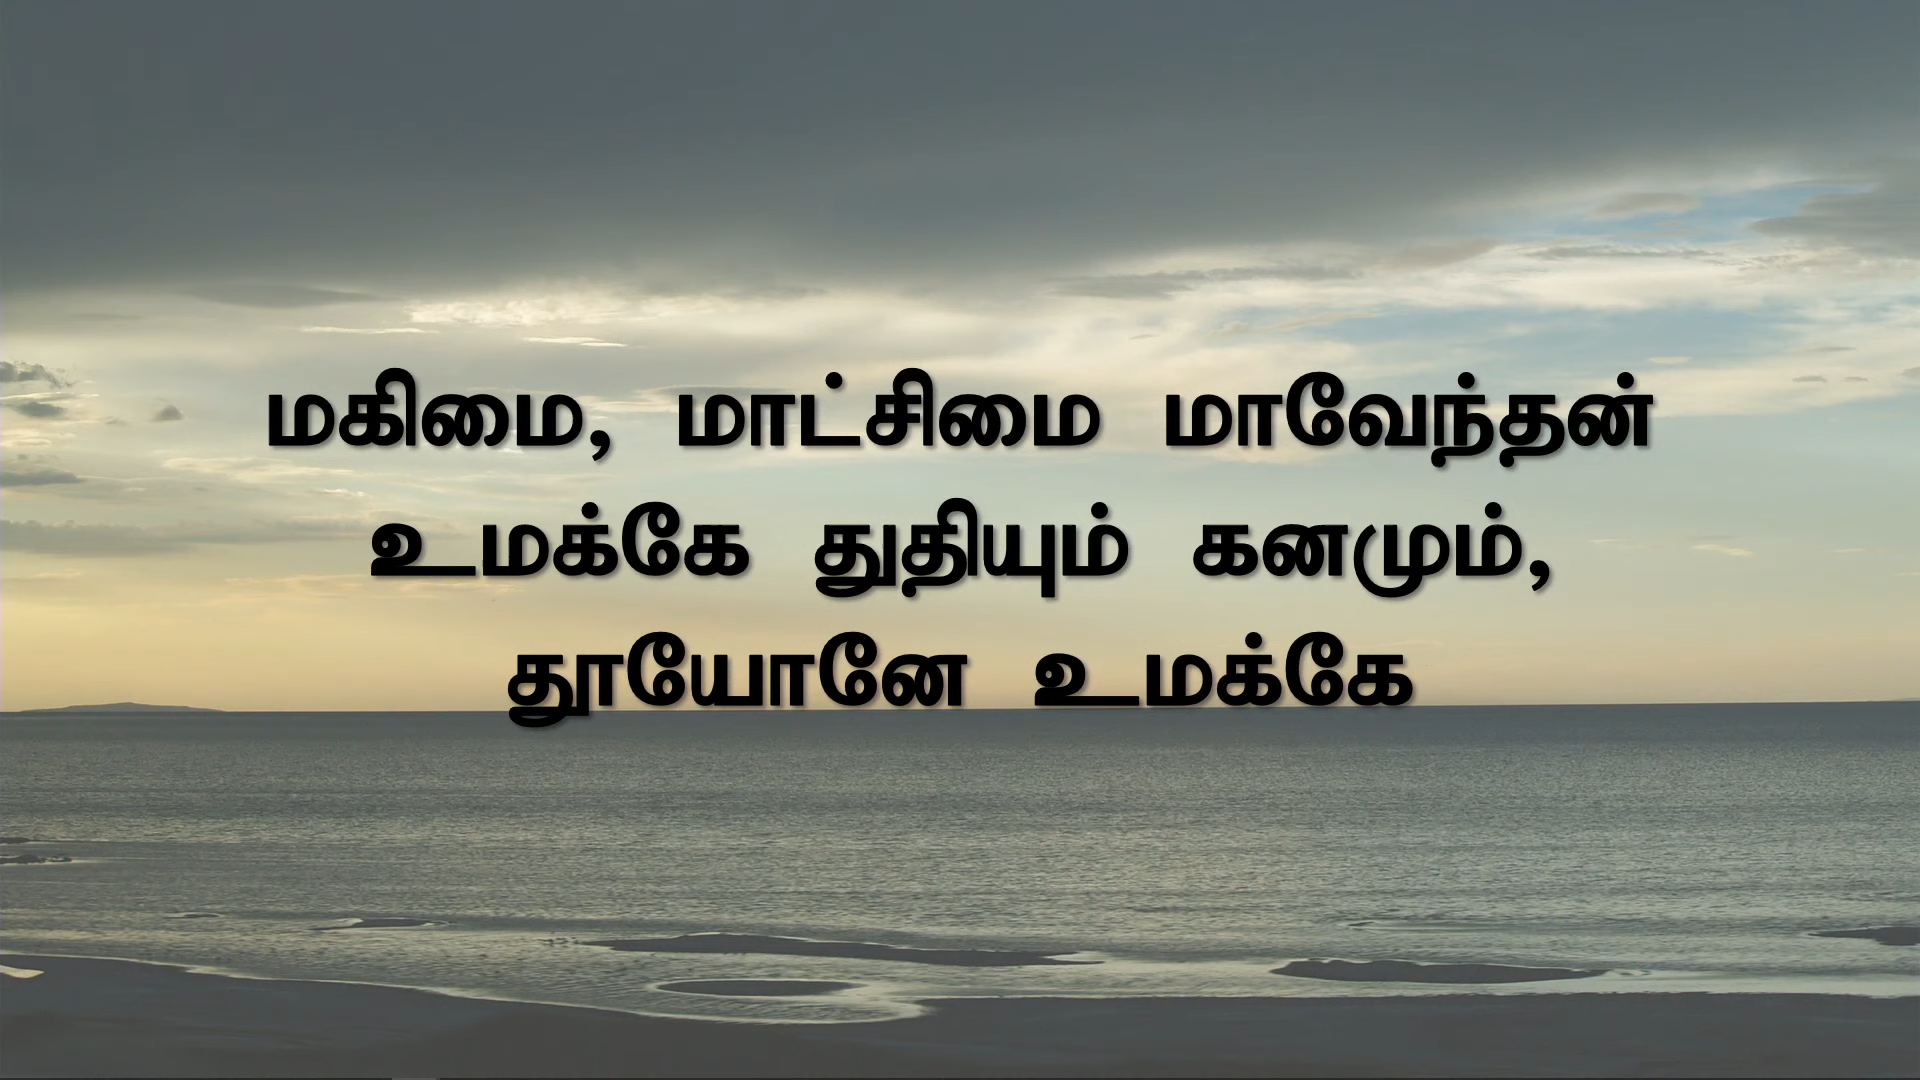 மகிமை, மாட்சிமை மாவேந்தன்
உமக்கே துதியும் கனமும்,
தூயோனே உமக்கே